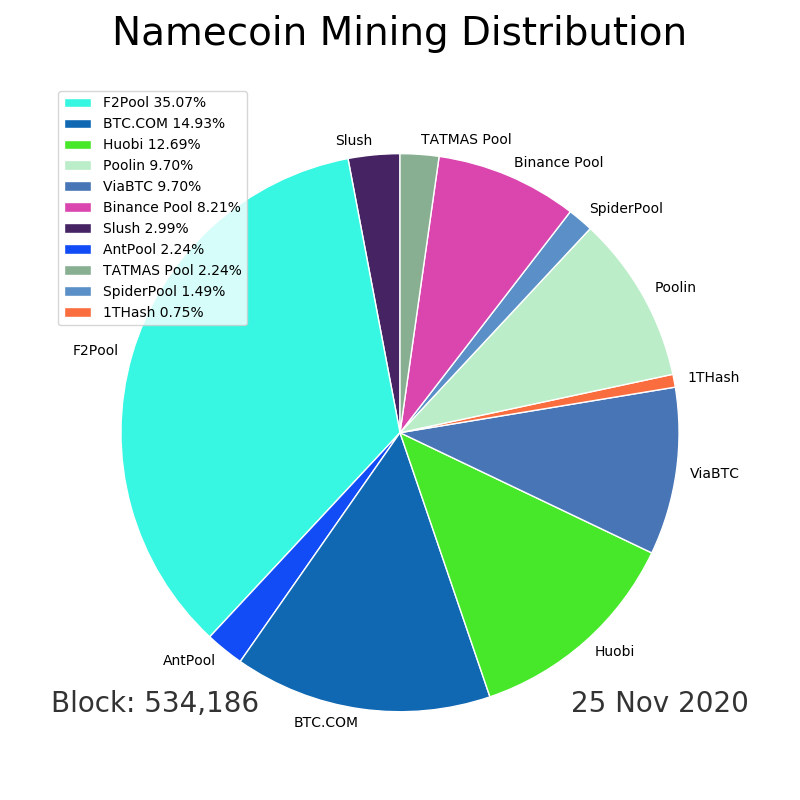 Namecoin Mining Distribution
F2Pool 35.07%
BTC.COM 14.93%
Huobi 12.69%
Poolin 9.70%
ViaBTC 9.70%
Binance Pool 8.21%
Slush 2.99%
AntPool 2.24%
TATMAS Pool 2.24%
SpiderPool 1.49%
1THash 0.75%
Slush
TATMAS Pool
Binance Pool
SpiderPool
Poolin
F2Pool
1THash
ViaBTC
Huobi
AntPool
BTC.COM
Block: 534,186
25 Nov 2020